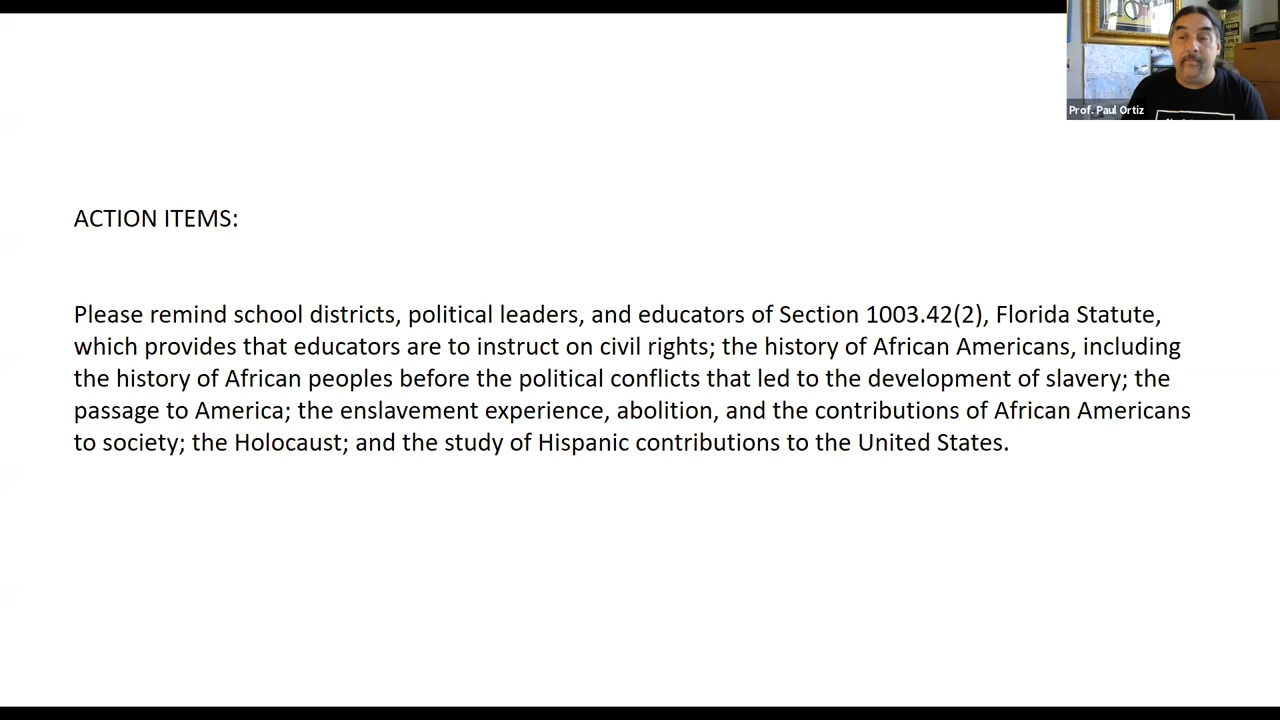 Prof. Paul Ortiz
ACTION ITEMS:
Please remind school districts, political leaders, and educators of Section 1003.42(2), Florida Statute,
which provides that educators are to instruct on civil rights; the history of African Americans, including
the history of African peoples before the political conflicts that led to the development of slavery; the
passage to America; the enslavement experience, abolition, and the contributions of African Americans
to society; the Holocaust; and the study of Hispanic contributions to the United States.